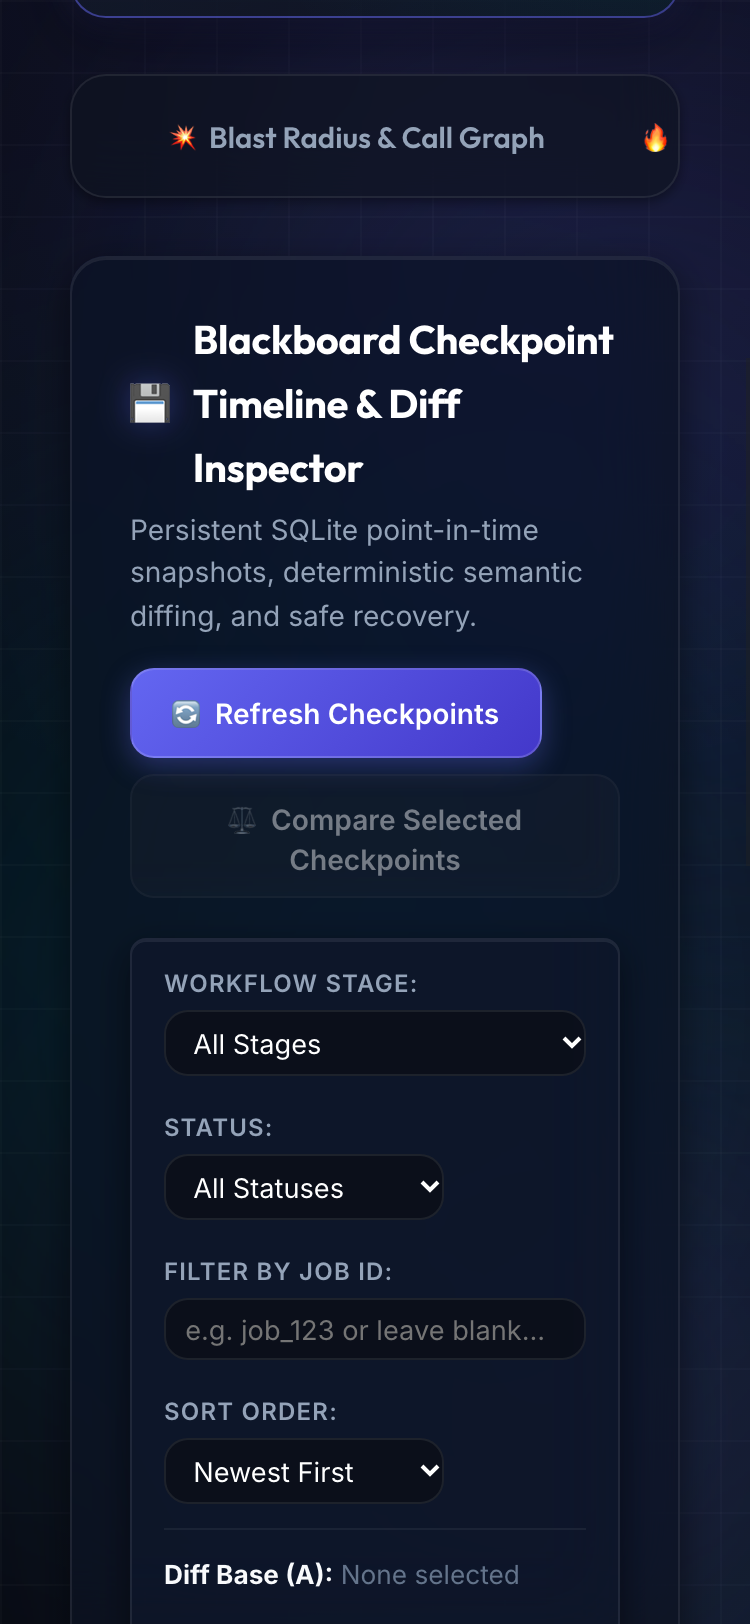 Blast Radius & Call Graph
Blackboard Checkpoint
Timeline & Diff
Inspector
Persistent SQLite point-in-time
snapshots, deterministic semantic
diffing, and safe recovery.
Refresh Checkpoints
Compare Selected
Checkpoints
WORKFLOW STAGE:
All Stages
STATUS:
All Statuses
FILTER BY JOB ID:
e.g. job_123 or leave blank...
SORT ORDER:
Newest First
Diff Base (A): None selected